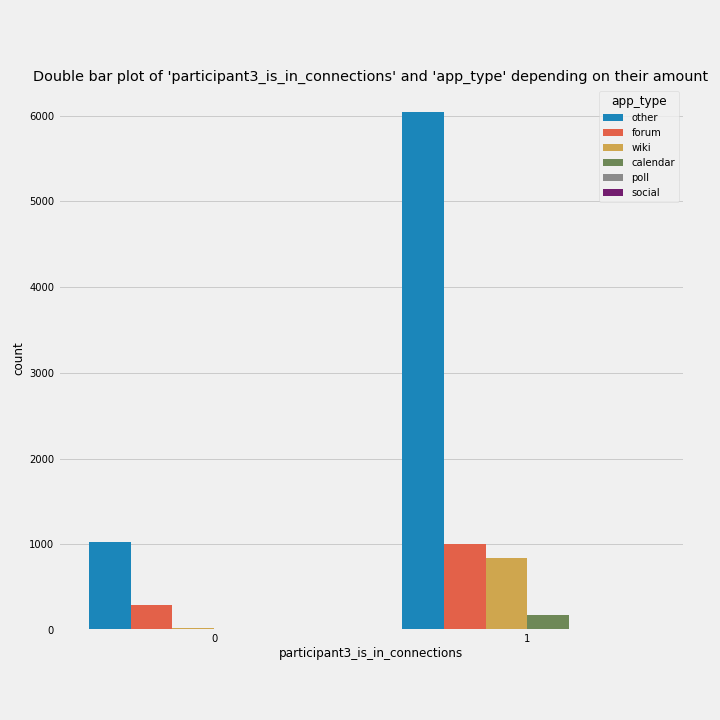 Double bar plot of 'participant3_is_in_connections' and 'app_type' depending on their amount
app_type
other
forum
wiki
calendar
poll
social
6000
5000
4000
3000
2000
1000
0
count
0 1
participant3_is_in_connections